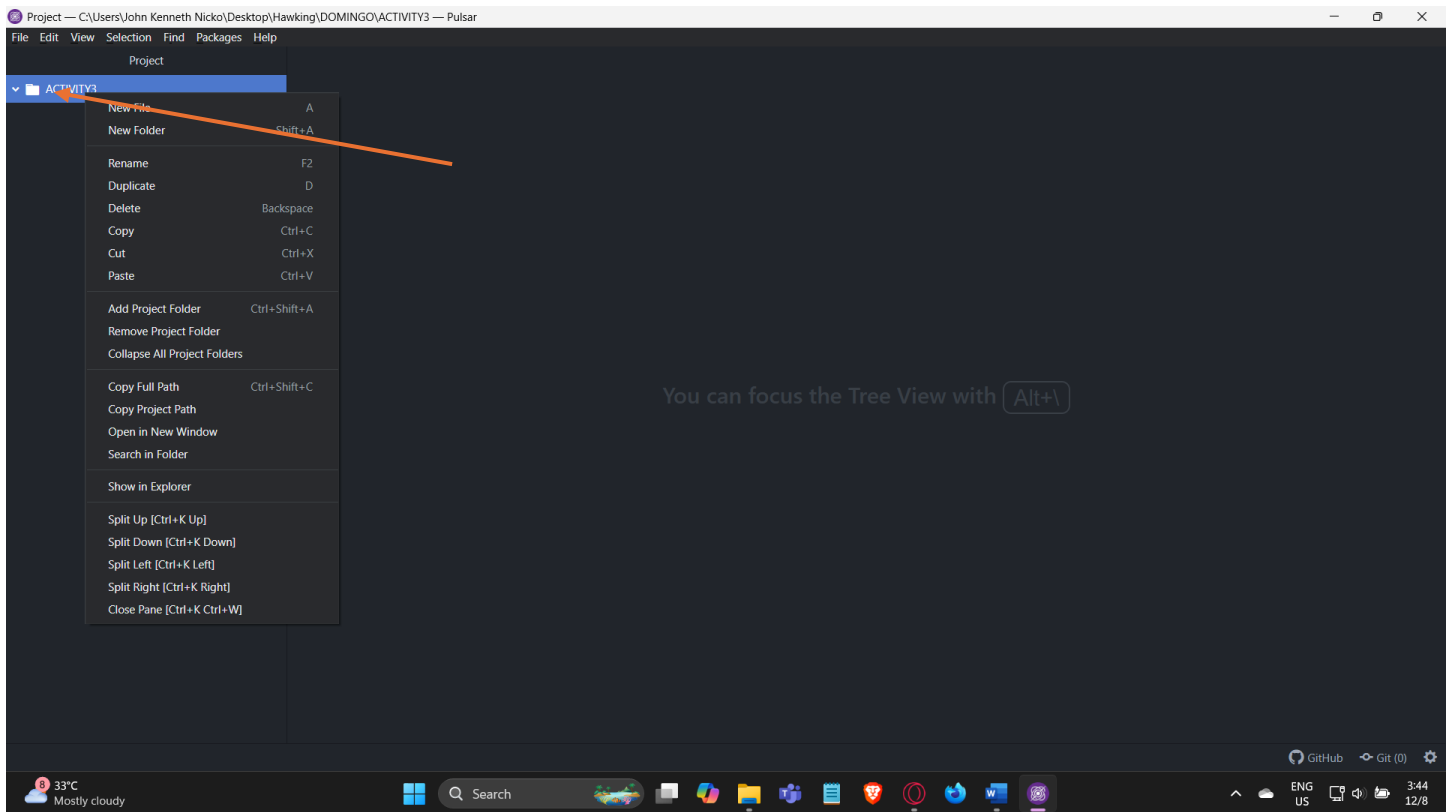 Project — C:\Users\John Kenneth Nicko\Desktop\Hawking\DOMINGO\ACTIVITY3 — Pulsar
File Edit View Selection Find Packages Help
Project
ACTIVITY3
New File A
New Folder Shift+A
Rename F2
Duplicate D
Delete Backspace
Copy Ctrl+C
Cut Ctrl+X
Paste Ctrl+V
Add Project Folder Ctrl+Shift+A
Remove Project Folder
Collapse All Project Folders
Copy Full Path Ctrl+Shift+C
Copy Project Path
Open in New Window
Search in Folder
Show in Explorer
Split Up [Ctrl+K Up]
Split Down [Ctrl+K Down]
Split Left [Ctrl+K Left]
Split Right [Ctrl+K Right]
Close Pane [Ctrl+K Ctrl+W]
You can focus the Tree View with Alt+\
GitHub Git (0)
8
33°C
Mostly cloudy
Search
W
ENG
US
3:44
12/8